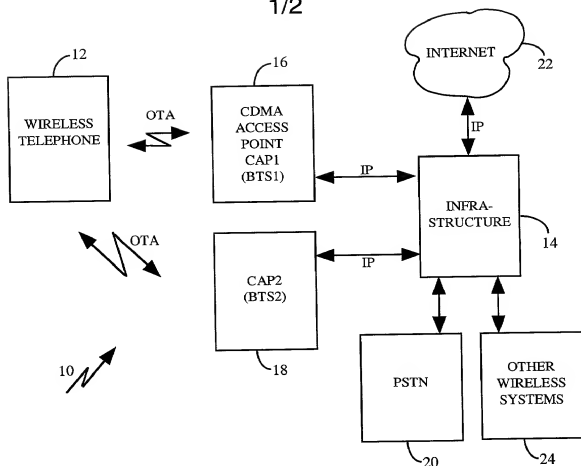 1/2
12
WIRELESS
TELEPHONE
OTA
16
CDMA
ACCESS
POINT
CAP1
(BTS1)
INTERNET
22
IP
IP
INFRA-
STRUCTURE
14
OTA
CAP2
(BTS2)
18
IP
10
PSTN
20
OTHER
WIRELESS
SYSTEMS
24